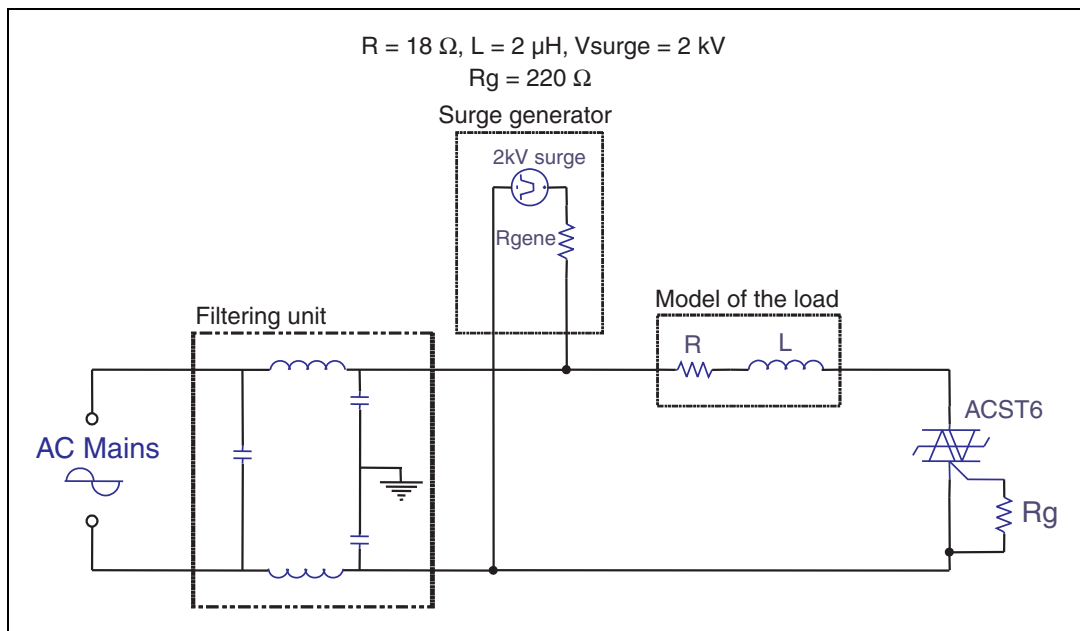 R = 18 Ω, L = 2 µH, Vsurge = 2 kV
Rg = 220 Ω
Surge generator
2kV surge
Rgene
Model of the load
Filtering unit
R
L
ACST6
AC Mains
Rg